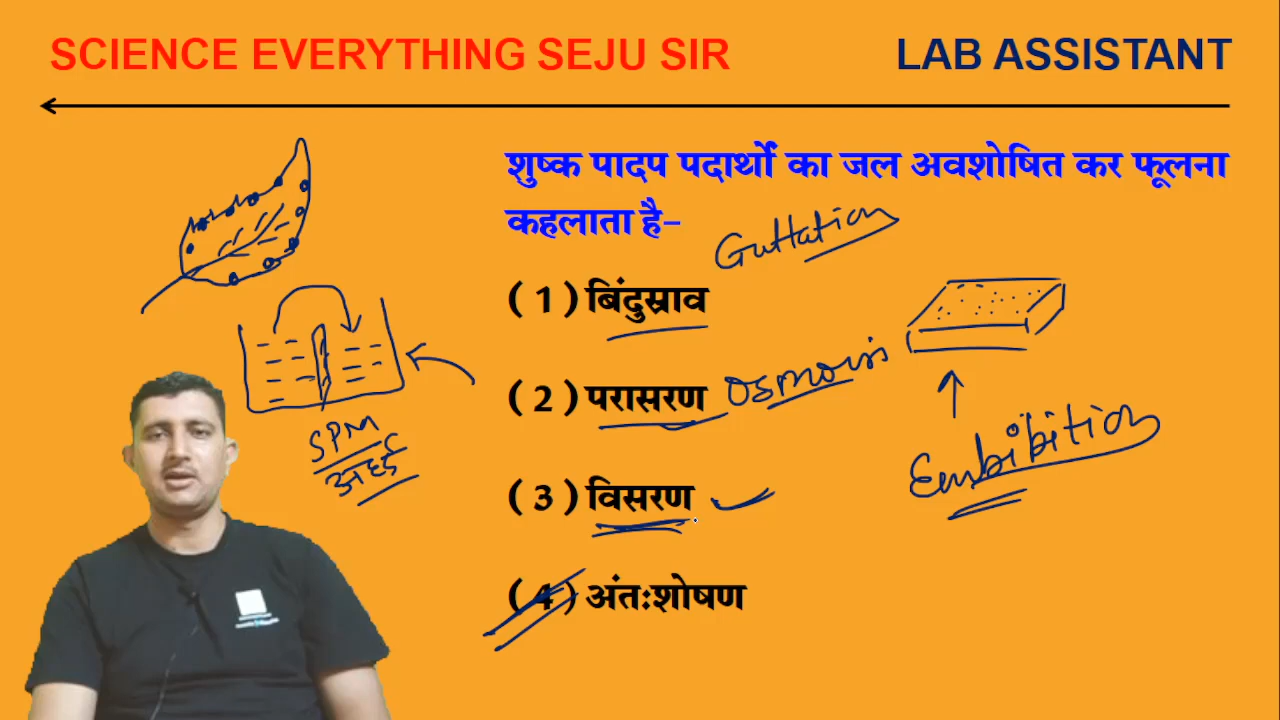 SCIENCE EVERYTHING SEJU SIR
LAB ASSISTANT
शुष्क पादप पदार्थों का जल अवशोषित कर फूलना
कहलाता है-
Guttation
(1) बिंदुस्राव
(2) परासरण
Osmosis
SPM
अर्द्ध
Embibition
(3) विसरण
(4) अंतःशोषण